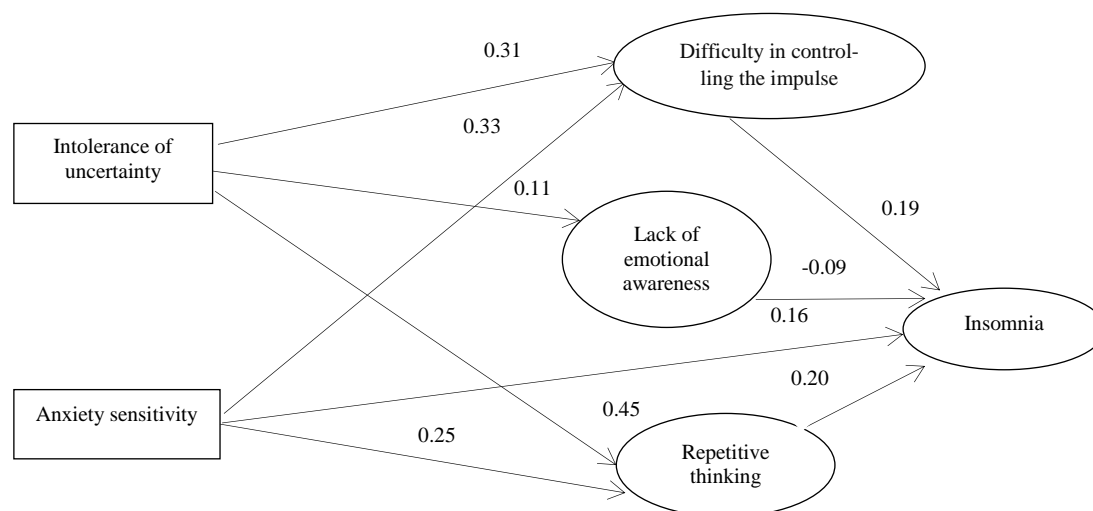 0.31
Difficulty in control-
ling the impulse
0.33
Intolerance of
uncertainty
0.11
0.19
Lack of
emotional
awareness
-0.09
0.16
Insomnia
0.20
Anxiety sensitivity
0.45
0.25
Repetitive
thinking